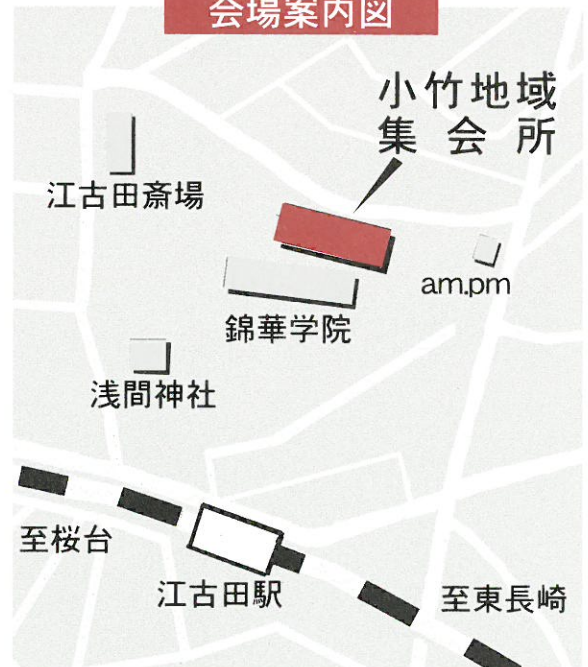 会場案内図
小竹地域
集会所
江古田斎場
am.pm
錦華学院
浅間神社
至桜台
江古田駅
至東長崎